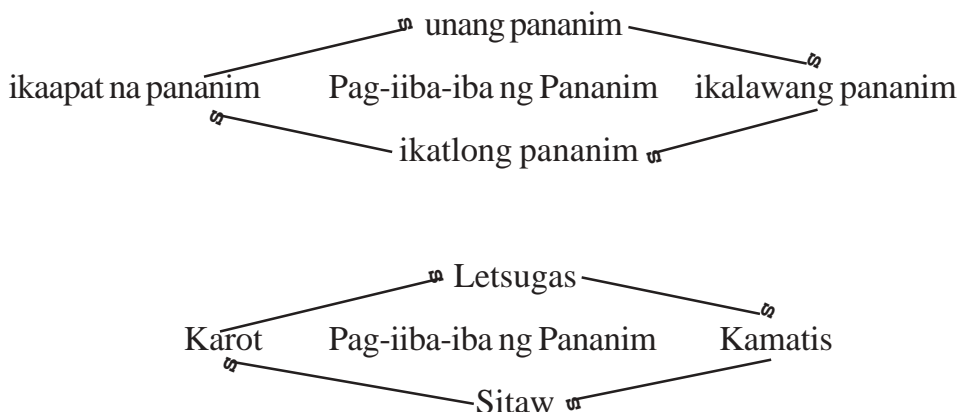 unang pananim
ikaapat na pananim Pag-iiba-iba ng Pananim ikalawang pananim
ikatlong pananim
Letsugas
Karot Pag-iiba-iba ng Pananim Kamatis
Sitaw